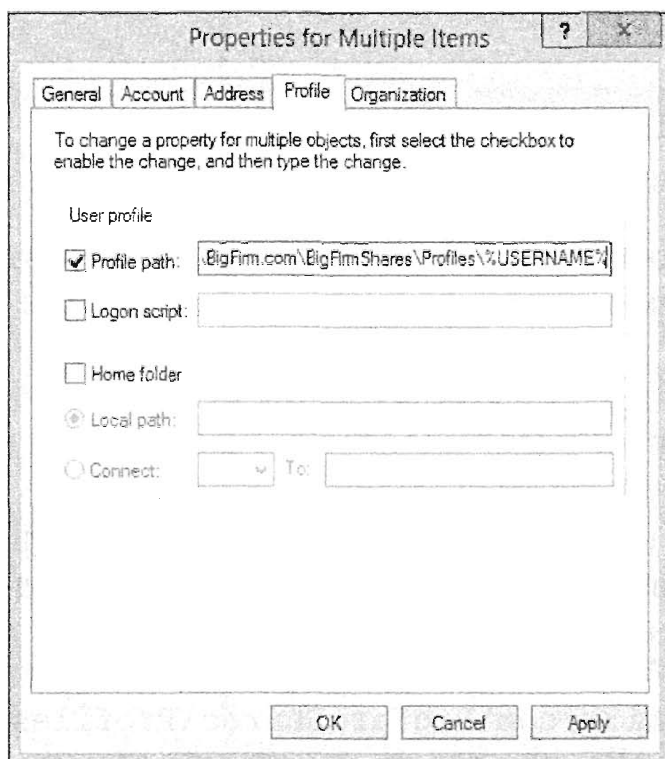 Properties for Multiple Items
?
x
General
Account
Address
Profile
Organization
To change a property for multiple objects, first select the checkbox to
enable the change, and then type the change.
User profile
Profile path: .BigFirm.com\BigFirmShares\Profiles\%USERNAME%
Logon script:
Home folder
Local path:
Connect: To:
OK
Cancel
Apply